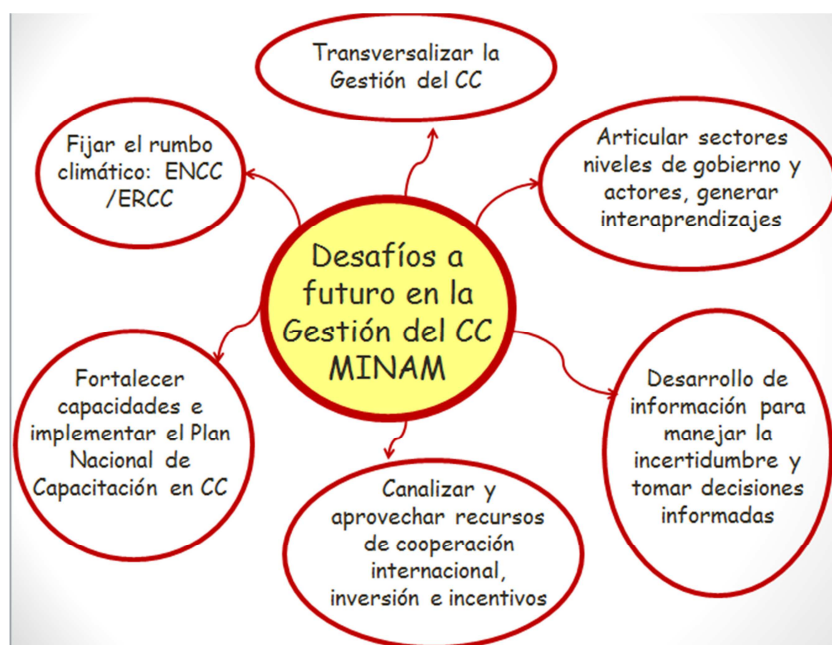 Transversalizar la
Gestión del CC
Fijar el rumbo
climático: ENCC
/ERCC
Articular sectores
niveles de gobierno y
actores, generar
interaprendizajes
Desafíos a
futuro en la
Gestión del CC
MINAM
Fortalecer
capacidades e
implementar el Plan
Nacional de
Capacitación en CC
Desarrollo de
información para
manejar la
incertidumbre y
tomar decisiones
informadas
Canalizar y
aprovechar recursos
de cooperación
internacional,
inversión e incentivos